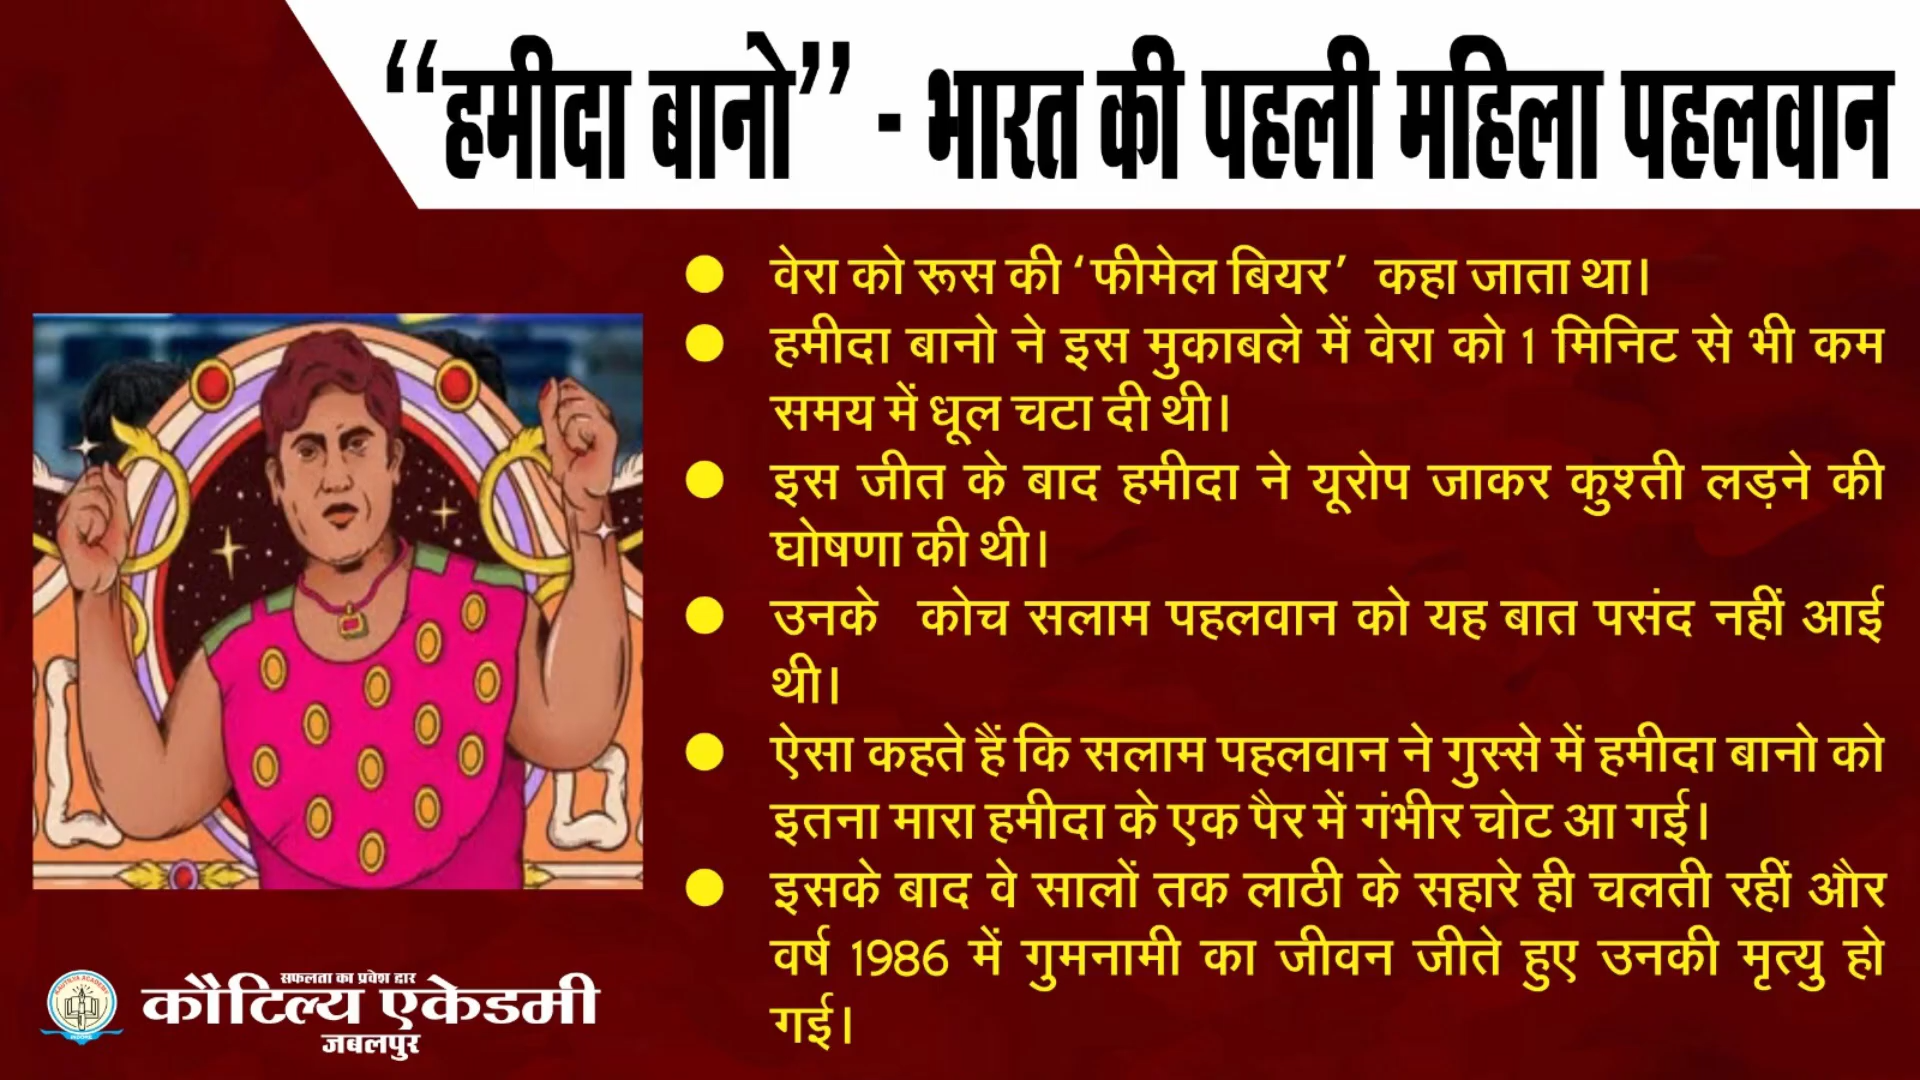 “हमीदा बानो” - भारत की पहली महिला पहलवान
● वेरा को रूस की ‘फीमेल बियर’ कहा जाता था।
● हमीदा बानो ने इस मुकाबले में वेरा को 1 मिनिट से भी कम
समय में धूल चटा दी थी।
● इस जीत के बाद हमीदा ने यूरोप जाकर कुश्ती लड़ने की
घोषणा की थी।
● उनके कोच सलाम पहलवान को यह बात पसंद नहीं आई
थी।
● ऐसा कहते हैं कि सलाम पहलवान ने गुस्से में हमीदा बानो को
इतना मारा हमीदा के एक पैर में गंभीर चोट आ गई।
● इसके बाद वे सालों तक लाठी के सहारे ही चलती रहीं और
वर्ष 1986 में गुमनामी का जीवन जीते हुए उनकी मृत्यु हो
गई।
सफलता का प्रवेश द्वार
कौटिल्य एकेडमी
जबलपुर